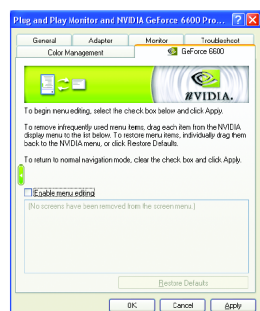 Plug and Play Monitor and NVIDIA GeForce 6600 Pro...
General Adapter Monitor Troubleshoot
Color Management GeForce 6600
NVIDIA.
To begin menu editing, select the check box below and click Apply.
To remove infrequently used menu items, drag each item from the NVIDIA
display menu to the list below. To restore menu items, individually drag them
back to the NVIDIA menu, or click Restore Defaults.
To return to normal navigation mode, clear the check box and click Apply.
Enable menu editing
(No screens have been removed from the screen menu.)
Restore Defaults
OK Cancel Apply